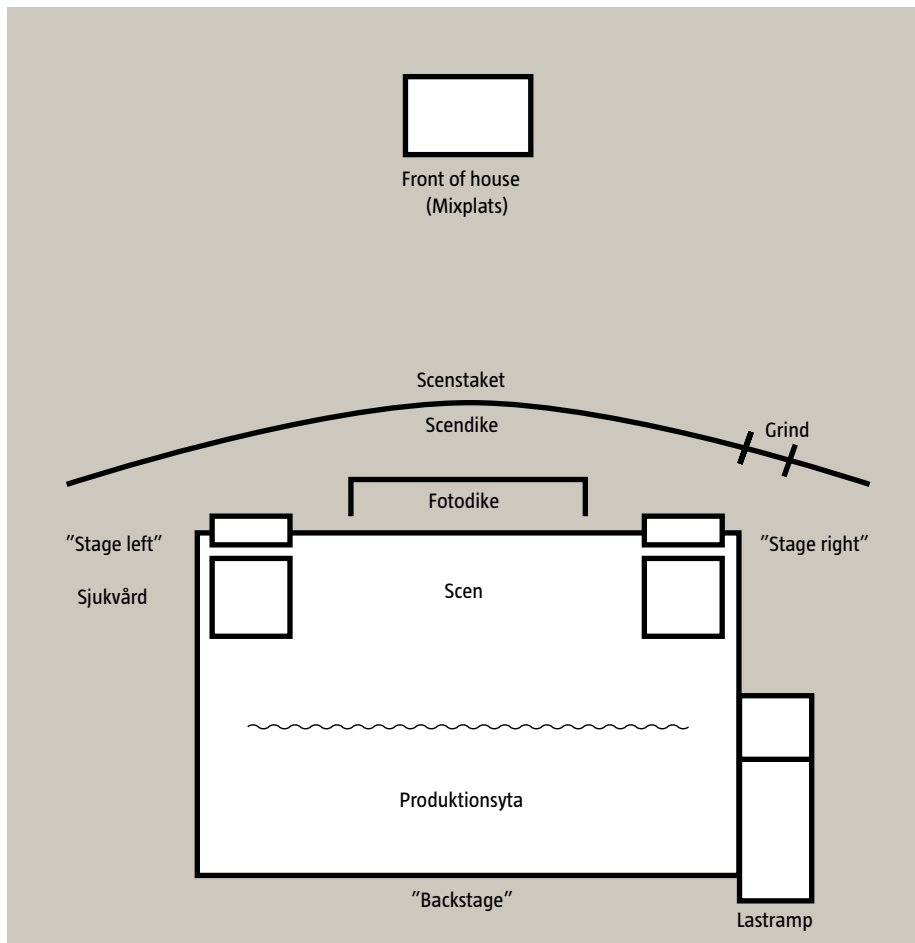 Front of house
(Mixplats)
Scenstaket
Scendike
Grind
Fotodike
”Stage left”
”Stage right”
Sjukvård
Scen
Produktionsyta
”Backstage”
Lastramp